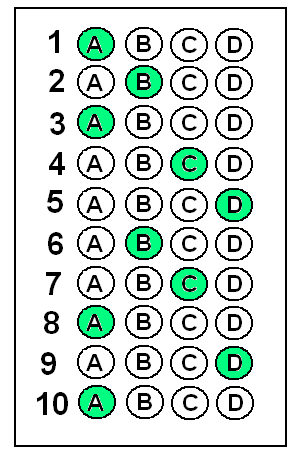 1 A B C D
2 A B C D
3 A B C D
4 A B C D
5 A B C D
6 A B C D
7 A B C D
8 A B C D
9 A B C D
10 A B C D